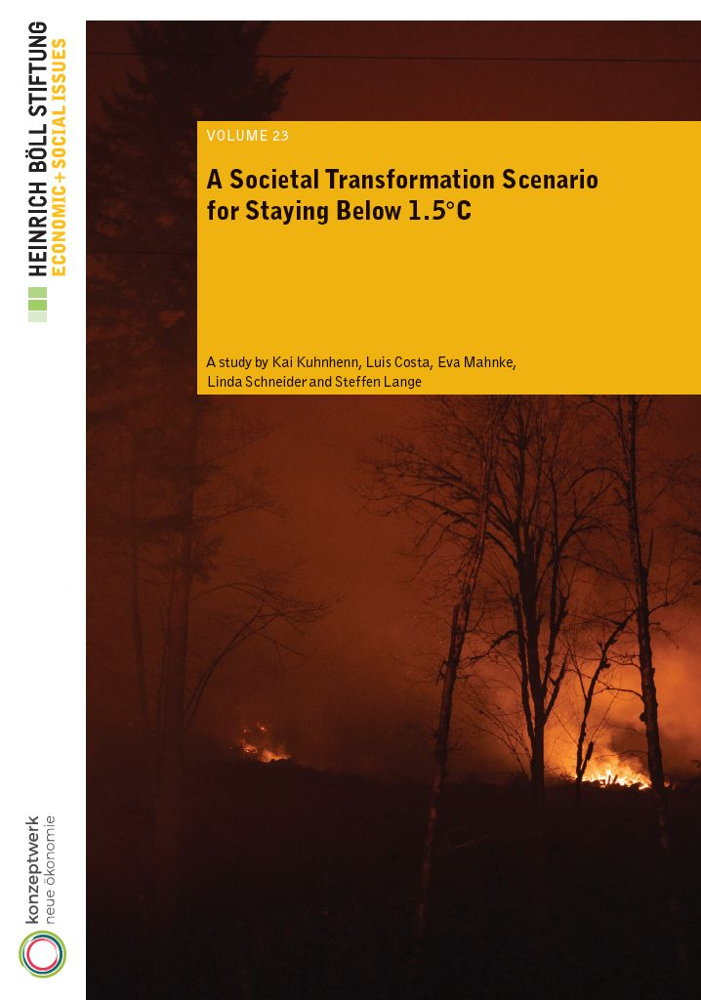 HEINRICH BÖLL STIFTUNG
ECONOMIC + SOCIAL ISSUES
VOLUME 23
A Societal Transformation Scenario
for Staying Below 1.5°C
A study by Kai Kuhnhenn, Luis Costa, Eva Mahnke,
Linda Schneider and Steffen Lange
konzeptwerk
neue ökonomie